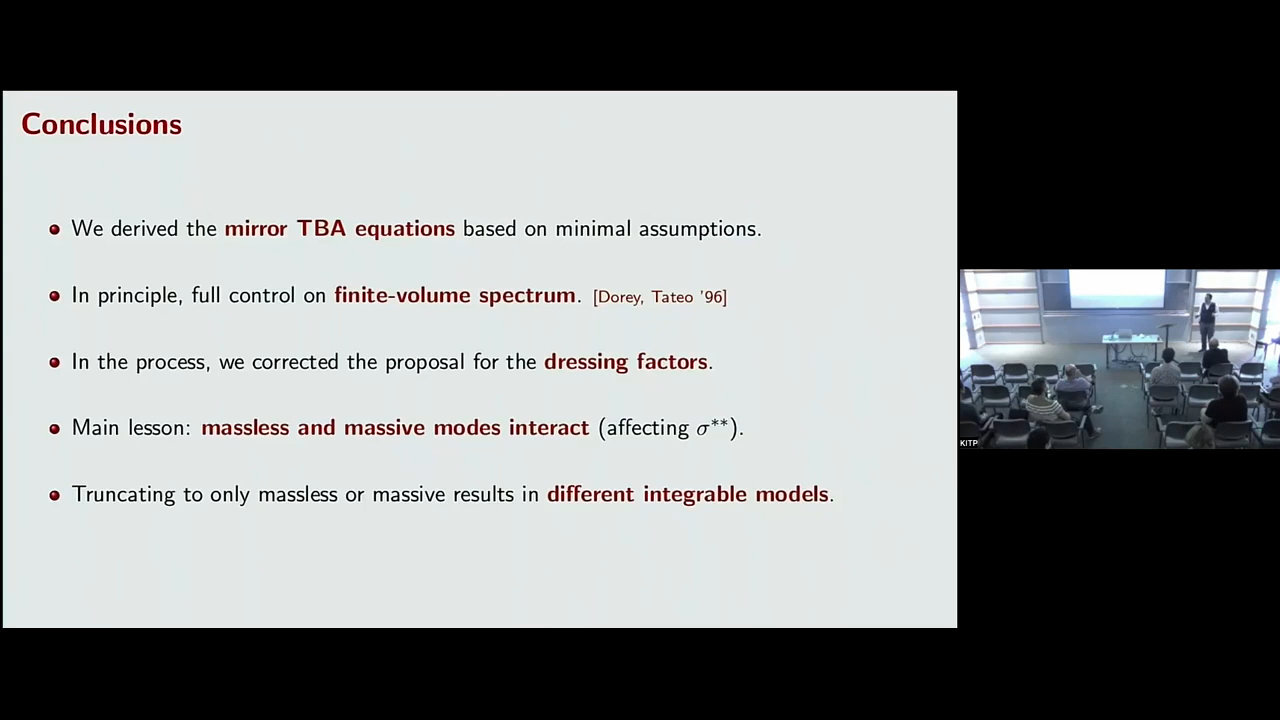 Conclusions
We derived the mirror TBA equations based on minimal assumptions.
In principle, full control on finite-volume spectrum. [Dorey, Tateo '96]
In the process, we corrected the proposal for the dressing factors.
Main lesson: massless and massive modes interact (affecting σ**).
Truncating to only massless or massive results in different integrable models.
KITP